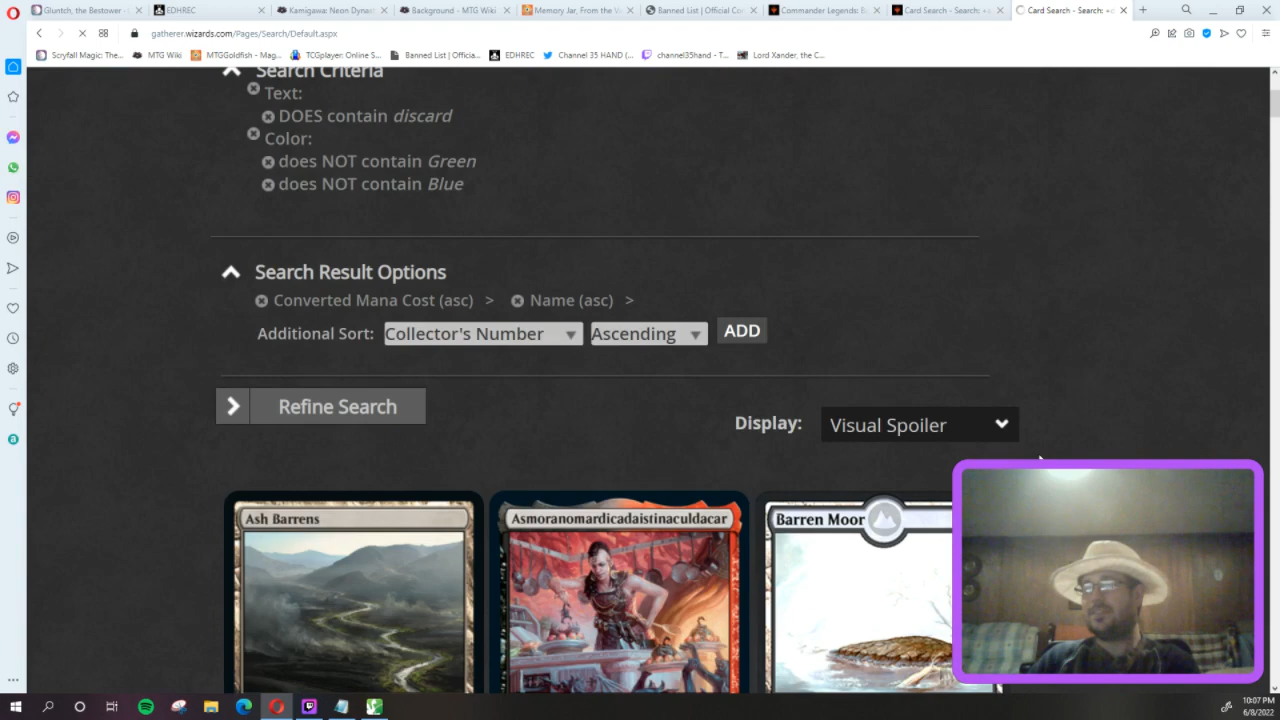 Gluntch, the Bestower -
EDHREC
Kamigawa: Neon Dynas
Background - MTG Wiki
Memory Jar, From the V
Banned List | Official Co
Commander Legends: B
Card Search - Search: +
Card Search - Search: +
gatherer.wizards.com/Pages/Search/Default.aspx
Scryfall Magic: The...
MTG Wiki
MTGGoldfish - Mag...
TCGplayer: Online S...
Banned List | Officia...
EDHREC
Channel 35 HAND (...
channel35hand - T...
Lord Xander, the C...
Search Criteria
Text:
DOES contain discard
Color:
does NOT contain Green
does NOT contain Blue
Search Result Options
Converted Mana Cost (asc) > Name (asc) >
Additional Sort: Collector's Number Ascending ADD
Refine Search
Display: Visual Spoiler
Ash Barrens
Asmoranomardicadaistinaculdacar
Barren Moor
10:07 PM
6/8/2022